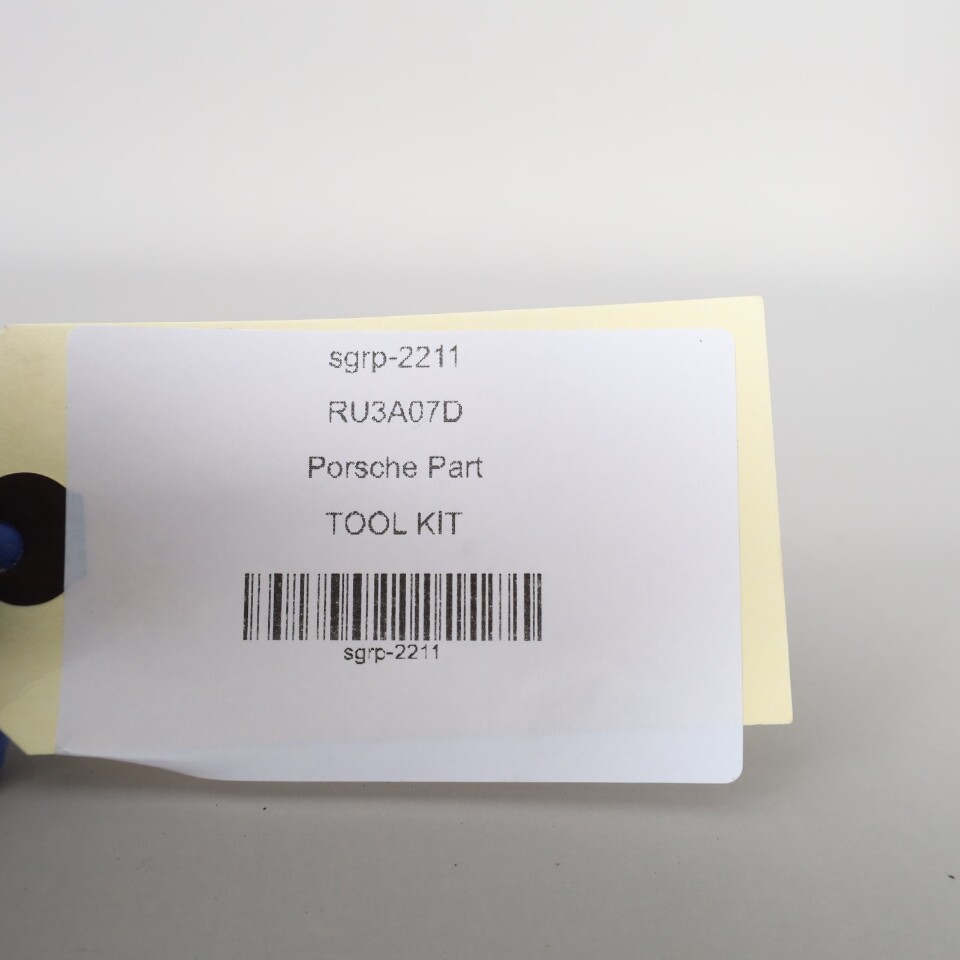 sgrp-2211
RU3A07D
Porsche Part
TOOL KIT
sgrp-2211